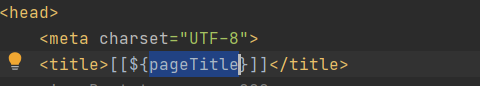 <head>
<meta charset="UTF-8">
<title>[[${pageTitle}]]</title>